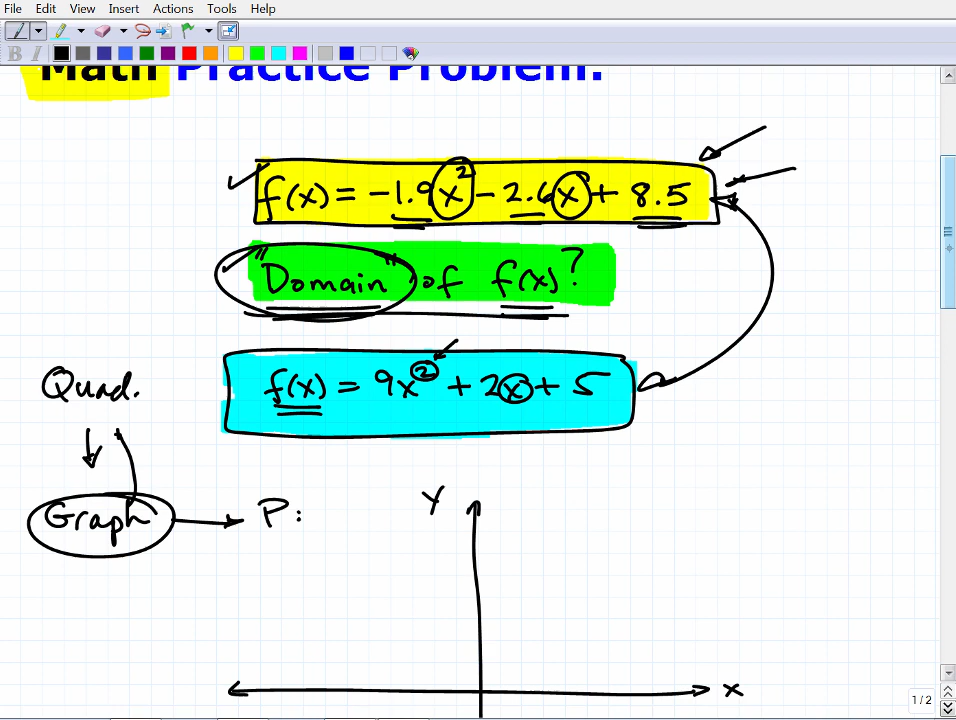 File Edit View Insert Actions Tools Help
B I
Math Practice Problem:
f(x) = -1.9x² - 2.6x + 8.5
"Domain" of f(x)?
f(x) = 9x² + 2x + 5
Quad.
Graph → P:
Y
x
1 / 2